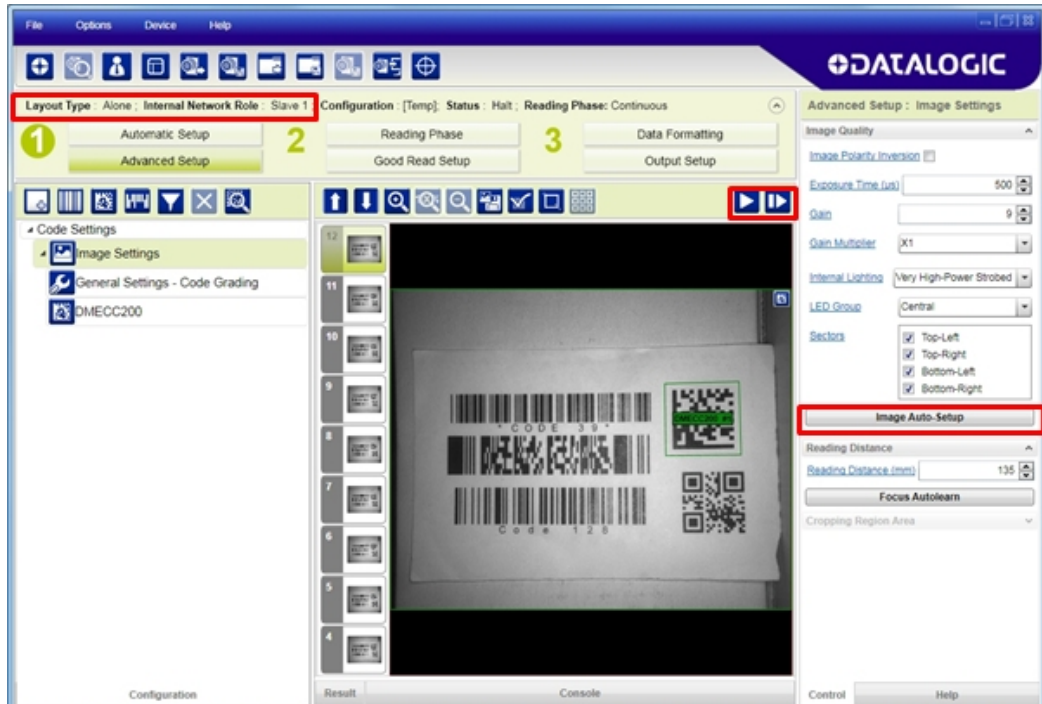 File Options Device Help
DATALOGIC
Layout Type : Alone ; Internal Network Role : Slave 1 ; Configuration : [Temp]; Status : Halt ; Reading Phase: Continuous
1 Automatic Setup 2 Reading Phase 3 Data Formatting
Advanced Setup Good Read Setup Output Setup
Code Settings
Image Settings
General Settings - Code Grading
DMECC200
Configuration
12
11
10
9
8
7
6
5
4
* CODE 39 *
DMECC200
Code 128
Result Console
Advanced Setup : Image Settings
Image Quality
Image Polarity Inversion
Exposure Time (us) 500
Gain 9
Gain Multiplier X1
Internal Lighting Very High-Power Strobed
LED Group Central
Sectors Top-Left
Top-Right
Bottom-Left
Bottom-Right
Image Auto-Setup
Reading Distance
Reading Distance (mm) 135
Focus Autolearn
Cropping Region Area
Control Help